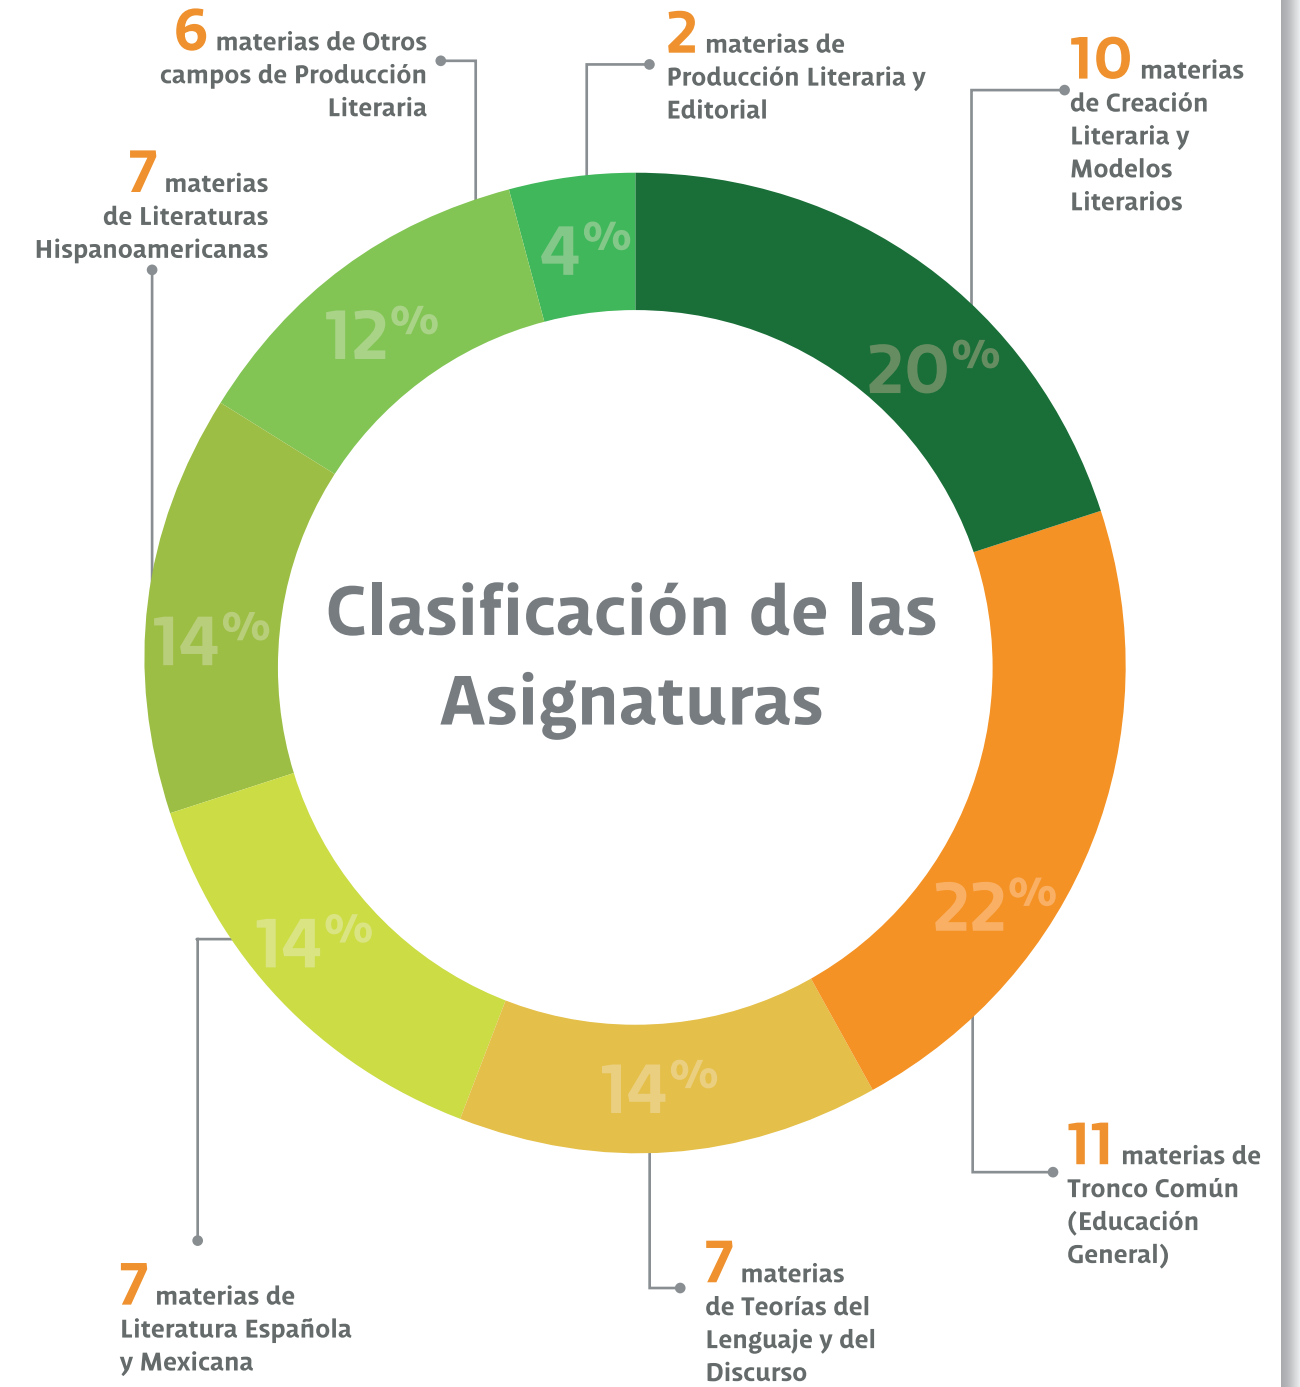 6 materias de Otros
campos de Producción
Literaria
2 materias de
Producción Literaria y
Editorial
10 materias
de Creación
Literaria y
Modelos
Literarios
7 materias
de Literaturas
Hispanoamericanas
4%
12%
20%
Clasificación de las
Asignaturas
14%
22%
14%
14%
11 materias de
Tronco Común
(Educación
General)
7 materias
de Teorías del
Lenguaje y del
Discurso
7 materias de
Literatura Española
y Mexicana